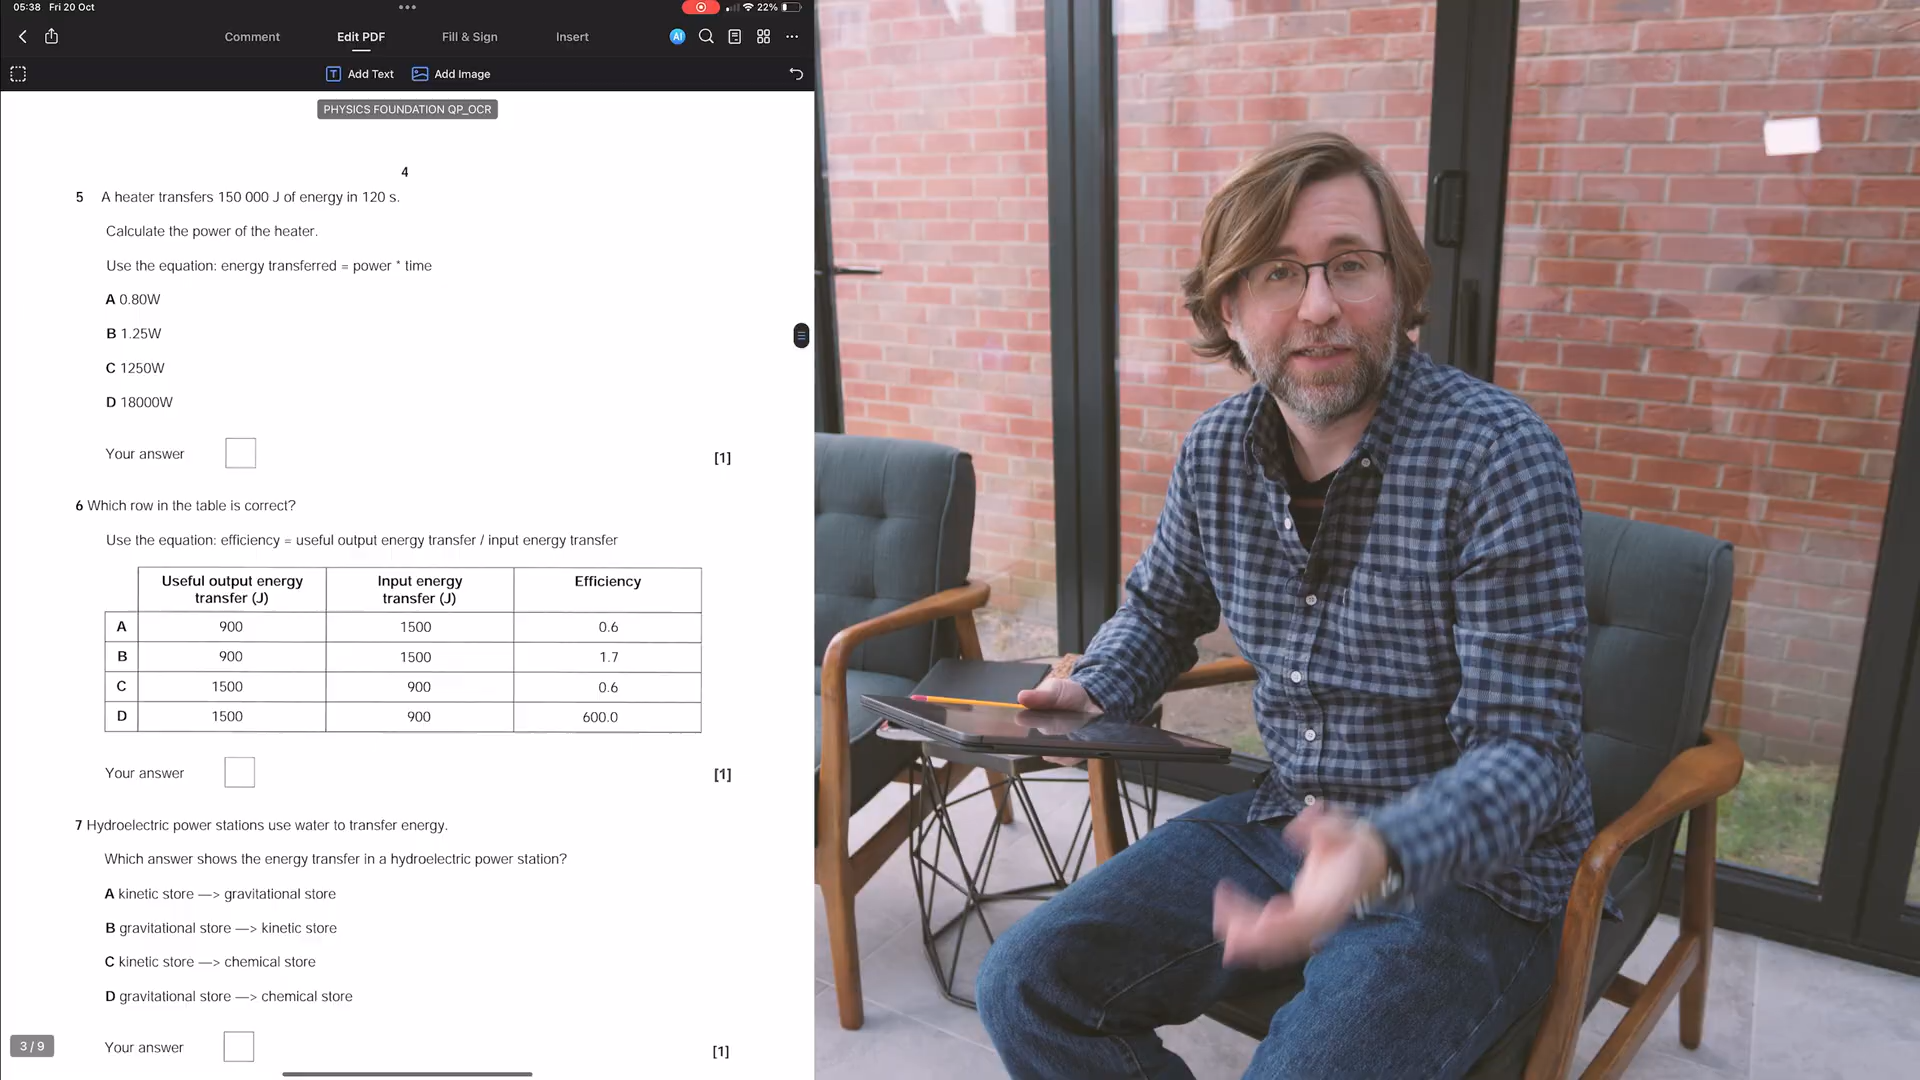 05:38 Fri 20 Oct
22%
Comment
Edit PDF
Fill & Sign
Insert
AI
T Add Text
Add Image
PHYSICS FOUNDATION QP_OCR
4
5 A heater transfers 150 000 J of energy in 120 s.
Calculate the power of the heater.
Use the equation: energy transferred = power * time
A 0.80W
B 1.25W
C 1250W
D 18000W
Your answer [1]
6 Which row in the table is correct?
Use the equation: efficiency = useful output energy transfer / input energy transfer
Useful output energy transfer (J) Input energy transfer (J) Efficiency
A 900 1500 0.6
B 900 1500 1.7
C 1500 900 0.6
D 1500 900 600.0
Your answer [1]
7 Hydroelectric power stations use water to transfer energy.
Which answer shows the energy transfer in a hydroelectric power station?
A kinetic store —> gravitational store
B gravitational store —> kinetic store
C kinetic store —> chemical store
D gravitational store —> chemical store
Your answer [1]
3 / 9